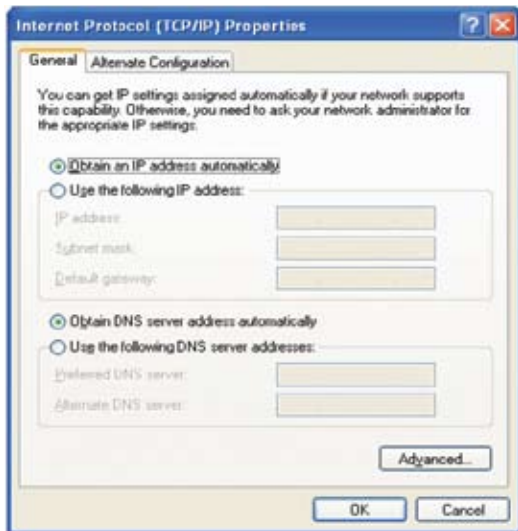 Internet Protocol (TCP/IP) Properties
General
Alternate Configuration
You can get IP settings assigned automatically if your network supports
this capability. Otherwise, you need to ask your network administrator for
the appropriate IP settings.
Obtain an IP address automatically
Use the following IP address:
IP address:
Subnet mask:
Default gateway:
Obtain DNS server address automatically
Use the following DNS server addresses:
Preferred DNS server:
Alternate DNS server:
Advanced...
OK
Cancel